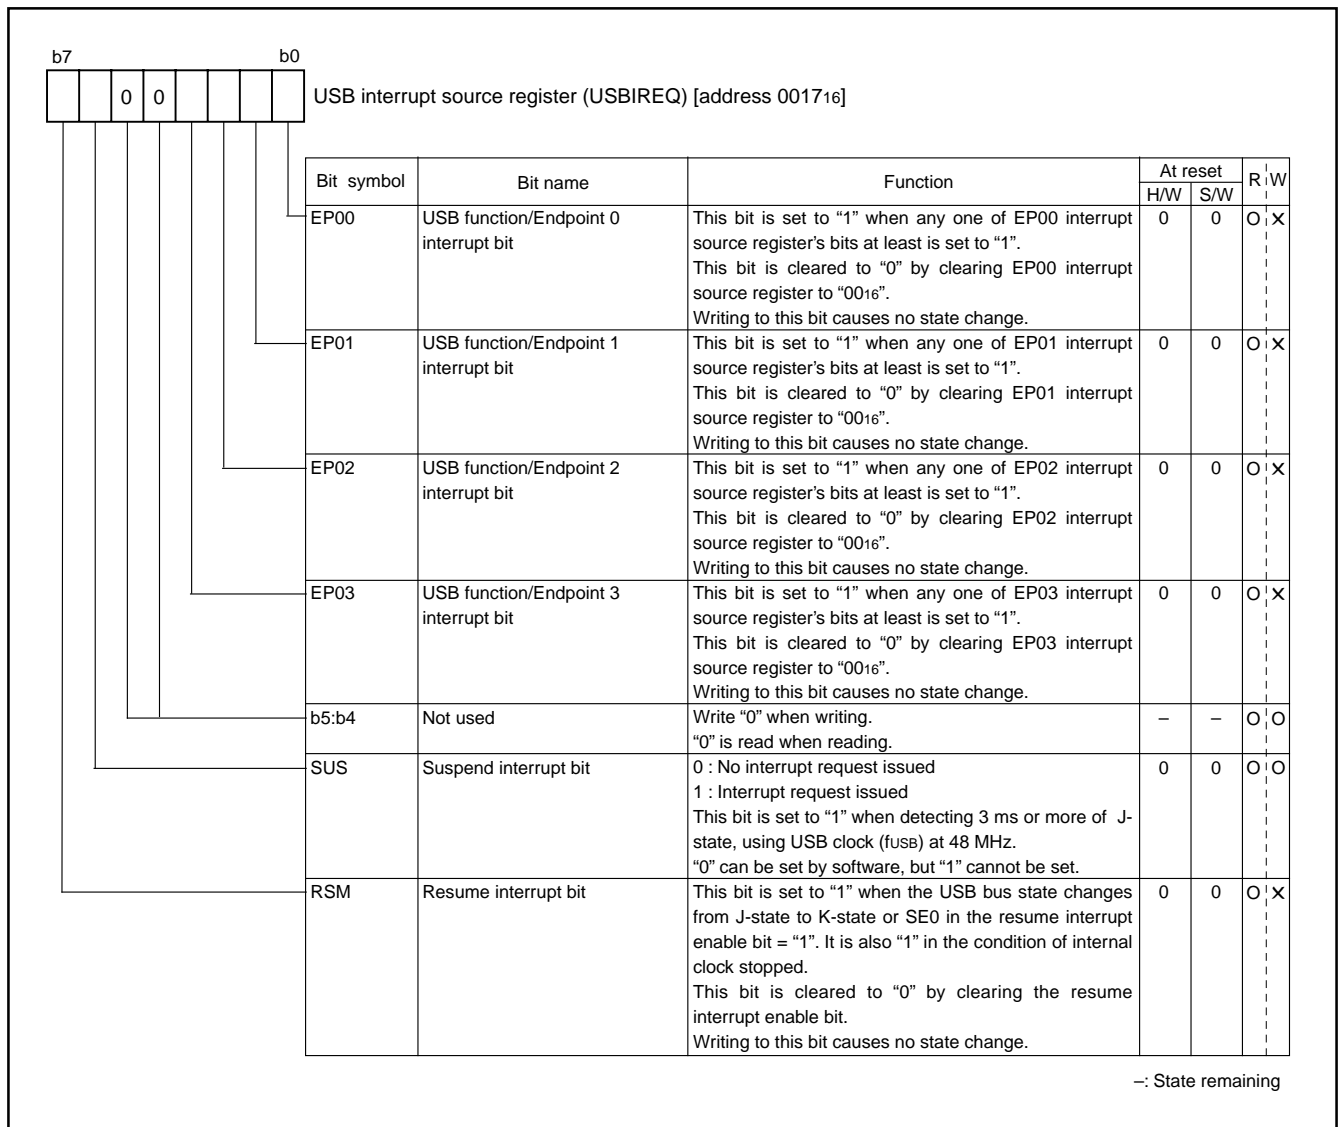 b7 b0
0 0 USB interrupt source register (USBIREQ) [address 001716]
Bit symbol Bit name Function At reset R W
H/W S/W
EP00 USB function/Endpoint 0 This bit is set to “1” when any one of EP00 interrupt 0 0 O ×
interrupt bit source register’s bits at least is set to “1”.
This bit is cleared to “0” by clearing EP00 interrupt
source register to “0016”.
Writing to this bit causes no state change.
EP01 USB function/Endpoint 1 This bit is set to “1” when any one of EP01 interrupt 0 0 O ×
interrupt bit source register’s bits at least is set to “1”.
This bit is cleared to “0” by clearing EP01 interrupt
source register to “0016”.
Writing to this bit causes no state change.
EP02 USB function/Endpoint 2 This bit is set to “1” when any one of EP02 interrupt 0 0 O ×
interrupt bit source register’s bits at least is set to “1”.
This bit is cleared to “0” by clearing EP02 interrupt
source register to “0016”.
Writing to this bit causes no state change.
EP03 USB function/Endpoint 3 This bit is set to “1” when any one of EP03 interrupt 0 0 O ×
interrupt bit source register’s bits at least is set to “1”.
This bit is cleared to “0” by clearing EP03 interrupt
source register to “0016”.
Writing to this bit causes no state change.
b5:b4 Not used Write “0” when writing. – – O O
“0” is read when reading.
SUS Suspend interrupt bit 0 : No interrupt request issued 0 0 O O
1 : Interrupt request issued
This bit is set to “1” when detecting 3 ms or more of J-
state, using USB clock (fUSB) at 48 MHz.
“0” can be set by software, but “1” cannot be set.
RSM Resume interrupt bit This bit is set to “1” when the USB bus state changes 0 0 O ×
from J-state to K-state or SE0 in the resume interrupt
enable bit = “1”. It is also “1” in the condition of internal
clock stopped.
This bit is cleared to “0” by clearing the resume
interrupt enable bit.
Writing to this bit causes no state change.
–: State remaining